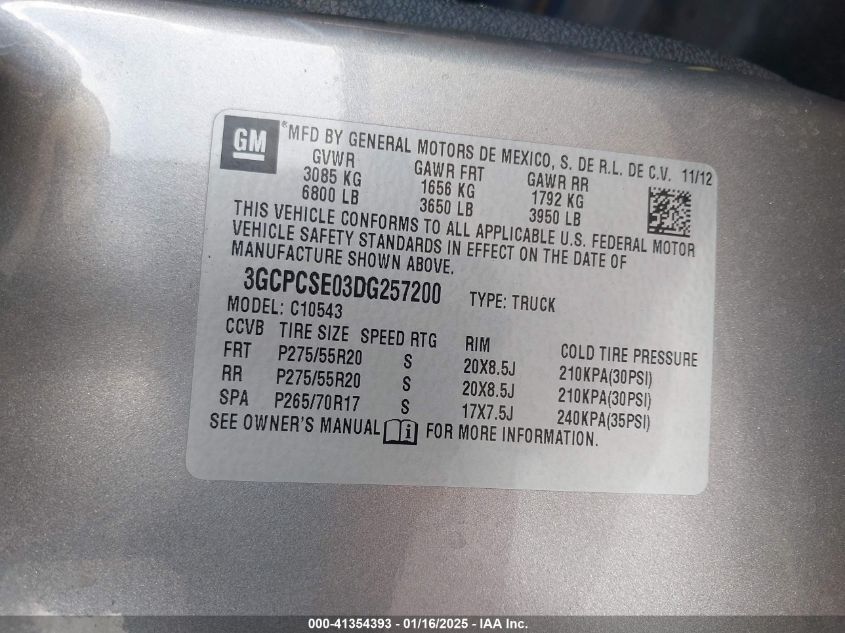 GM *MFD BY GENERAL MOTORS DE MEXICO, S. DE R.L. DE C.V. 11/12
GVWR GAWR FRT GAWR RR
3085 KG 1656 KG 1792 KG
6800 LB 3650 LB 3950 LB
THIS VEHICLE CONFORMS TO ALL APPLICABLE U.S. FEDERAL MOTOR
VEHICLE SAFETY STANDARDS IN EFFECT ON THE DATE OF
MANUFACTURE SHOWN ABOVE.
3GCPCSE03DG257200 TYPE: TRUCK
MODEL: C10543
CCVB TIRE SIZE SPEED RTG RIM COLD TIRE PRESSURE
FRT P275/55R20 S 20X8.5J 210KPA(30PSI)
RR P275/55R20 S 20X8.5J 210KPA(30PSI)
SPA P265/70R17 S 17X7.5J 240KPA(35PSI)
SEE OWNER'S MANUAL i FOR MORE INFORMATION.
000-41354393 - 01/16/2025 - IAA Inc.